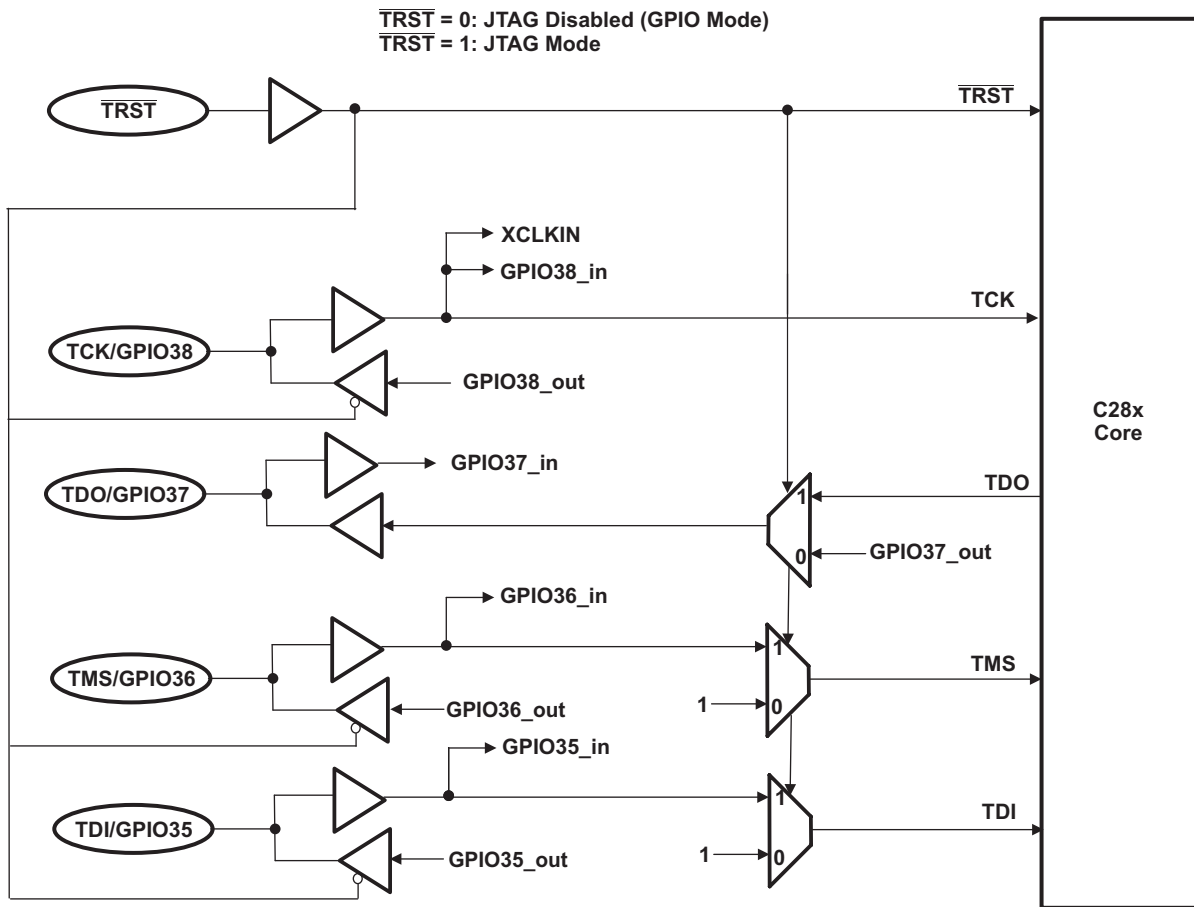 TRST = 0: JTAG Disabled (GPIO Mode)
TRST = 1: JTAG Mode
TRST
TRST
XCLKIN
GPIO38_in
TCK
TCK/GPIO38
GPIO38_out
C28x
Core
GPIO37_in
TDO/GPIO37
1
TDO
0
GPIO37_out
GPIO36_in
1
TMS/GPIO36
TMS
GPIO36_out
1
0
GPIO35_in
1
TDI/GPIO35
TDI
GPIO35_out
1
0